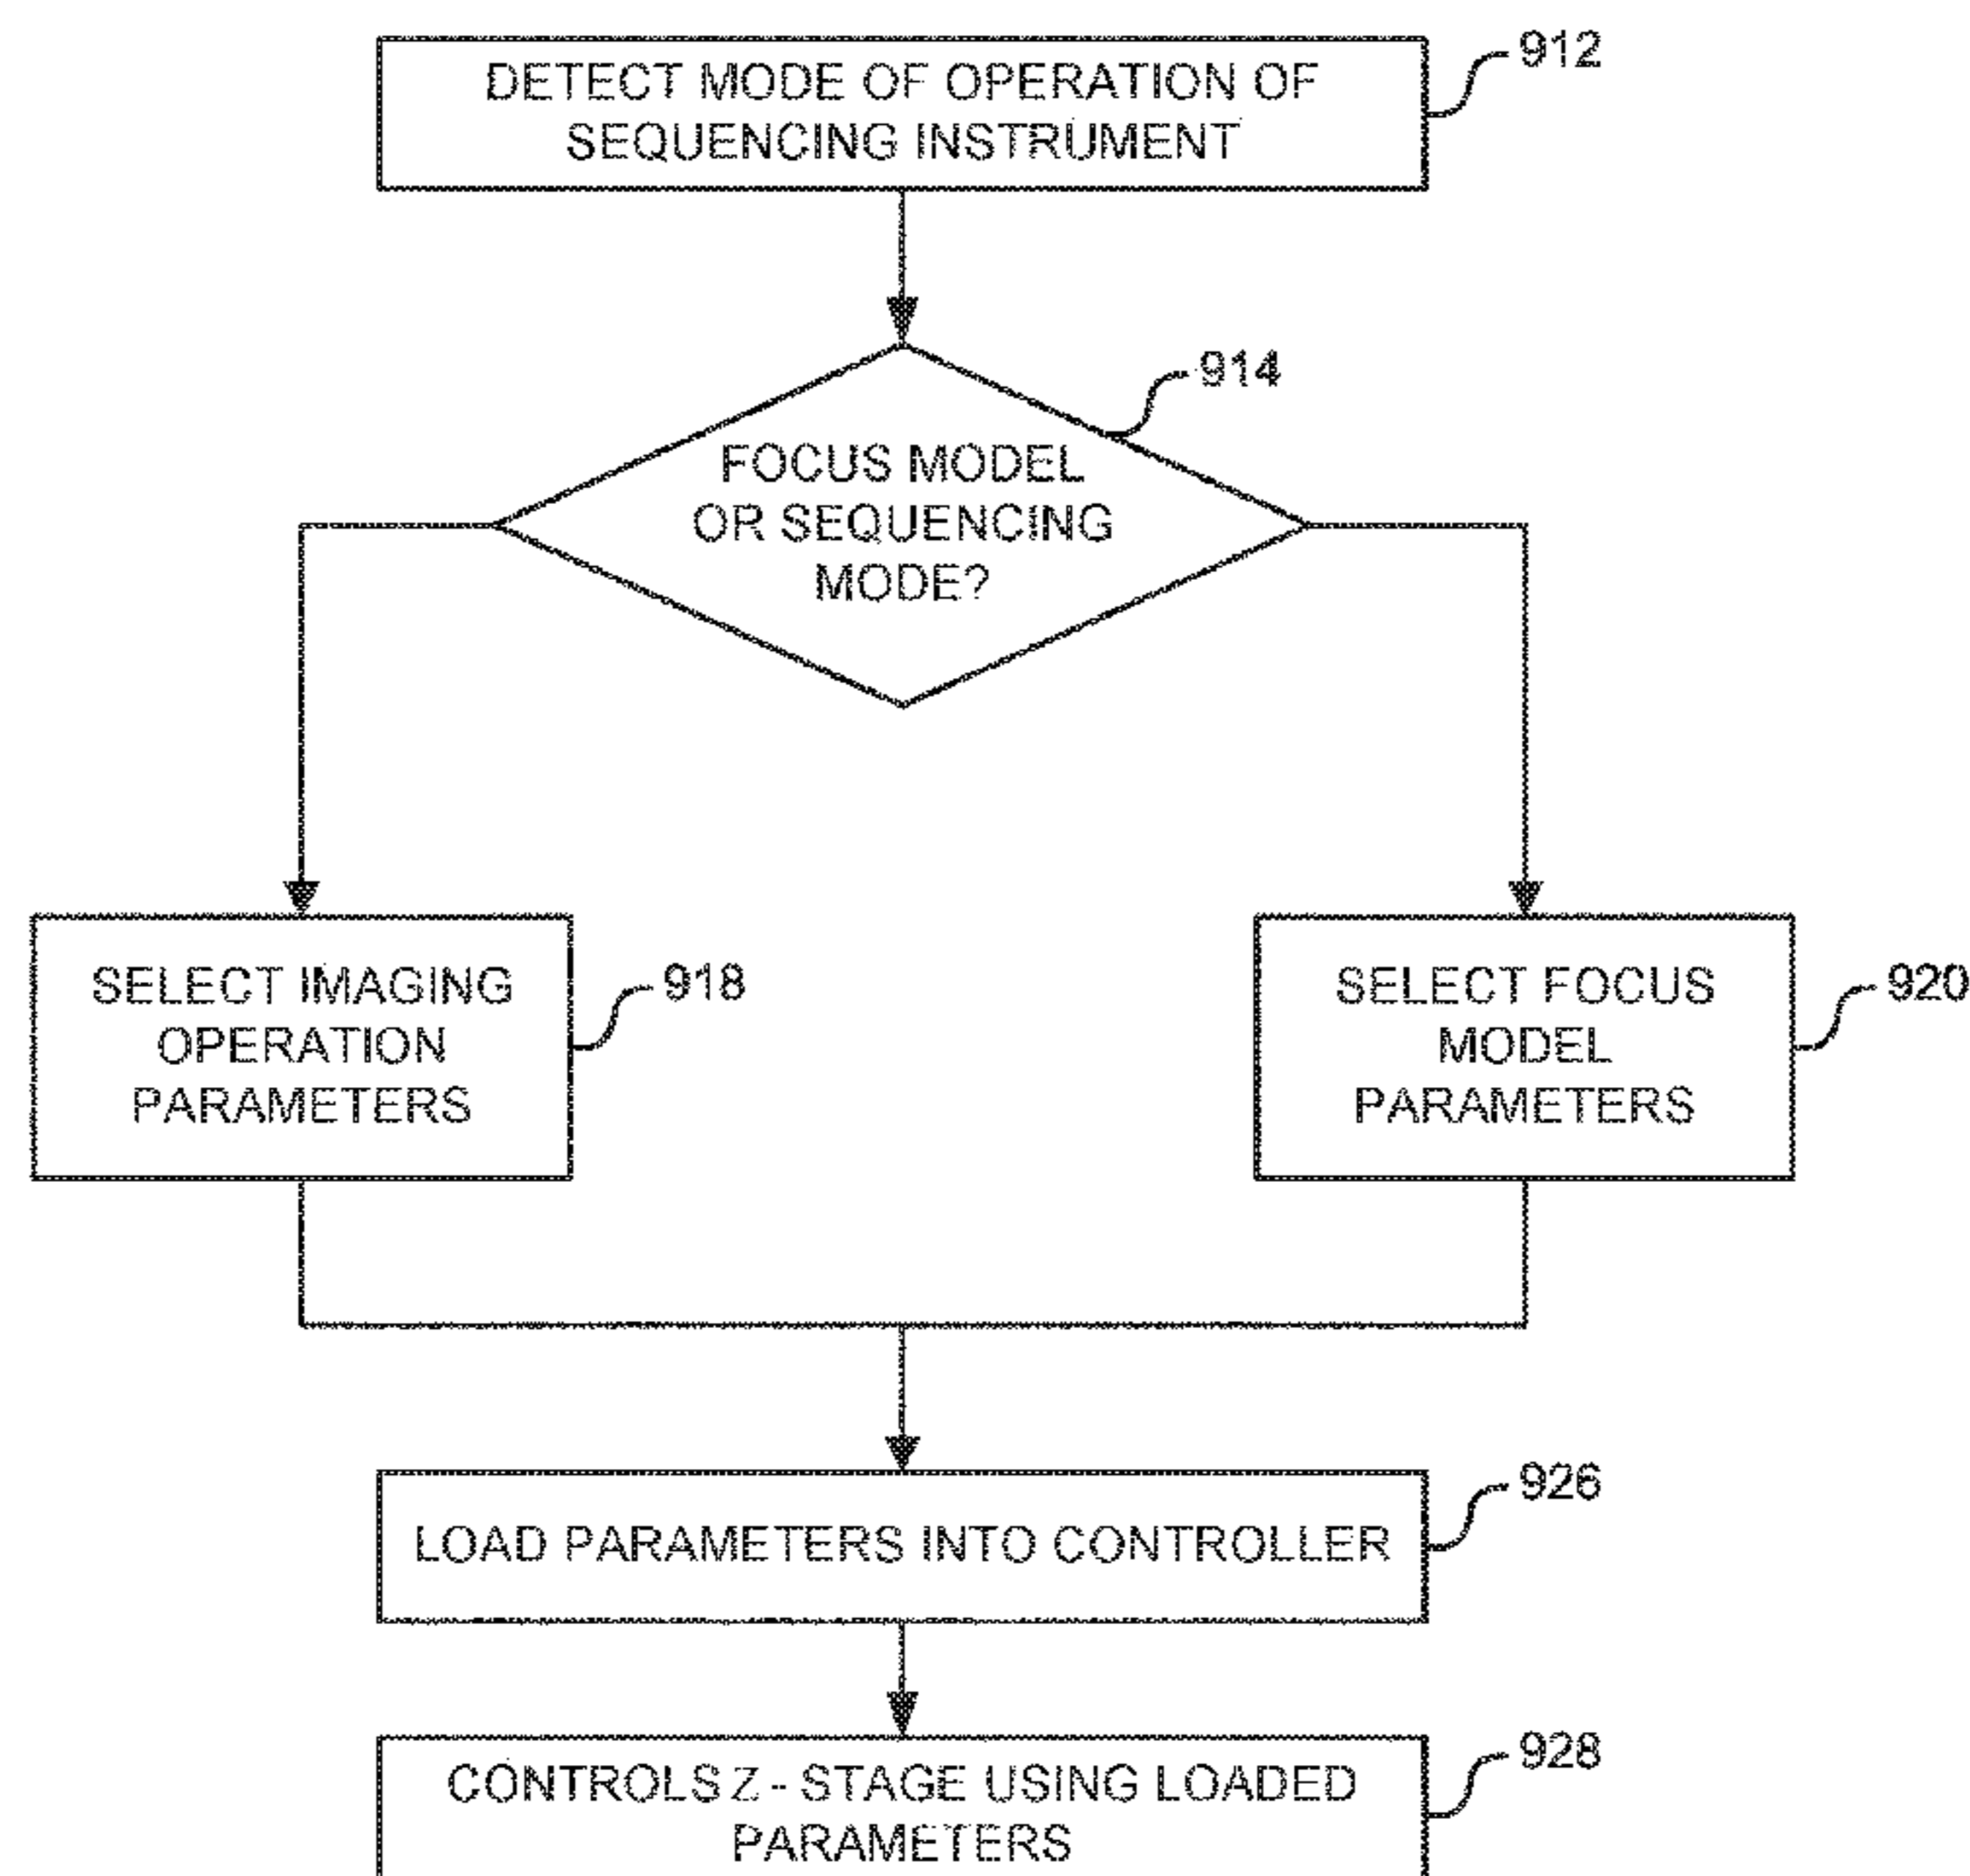 DETECT MODE OF OPERATION OF
SEQUENCING INSTRUMENT
912
914
FOCUS MODEL
OR SEQUENCING
MODE?
SELECT IMAGING
OPERATION
PARAMETERS
918
SELECT FOCUS
MODEL
PARAMETERS
920
LOAD PARAMETERS INTO CONTROLLER
926
CONTROLS Z - STAGE USING LOADED
PARAMETERS
928